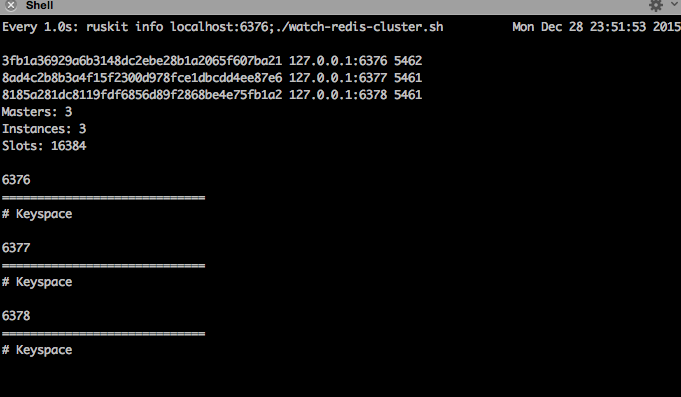 Shell
Every 1.0s: ruskit info localhost:6376;./watch-redis-cluster.sh Mon Dec 28 23:51:53 2015
3fb1a36929a6b3148dc2ebe28b1a2065f607ba21 127.0.0.1:6376 5462
8ad4c2b8b3a4f15f2300d978fce1dbcdd4ee87e6 127.0.0.1:6377 5461
8185a281dc8119fdf6856d89f2868be4e75fb1a2 127.0.0.1:6378 5461
Masters: 3
Instances: 3
Slots: 16384
6376
=============================
# Keyspace
6377
=============================
# Keyspace
6378
=============================
# Keyspace